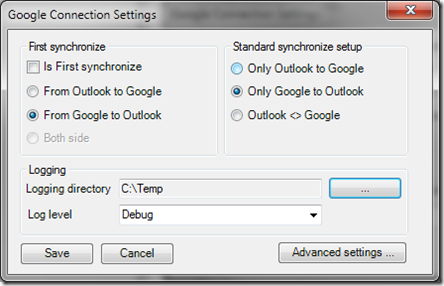 Google Connection Settings
First synchronize
Is First synchronize
From Outlook to Google
From Google to Outlook
Both side
Standard synchronize setup
Only Outlook to Google
Only Google to Outlook
Outlook <> Google
Logging
Logging directory C:\Temp ...
Log level Debug
Save Cancel Advanced settings ...